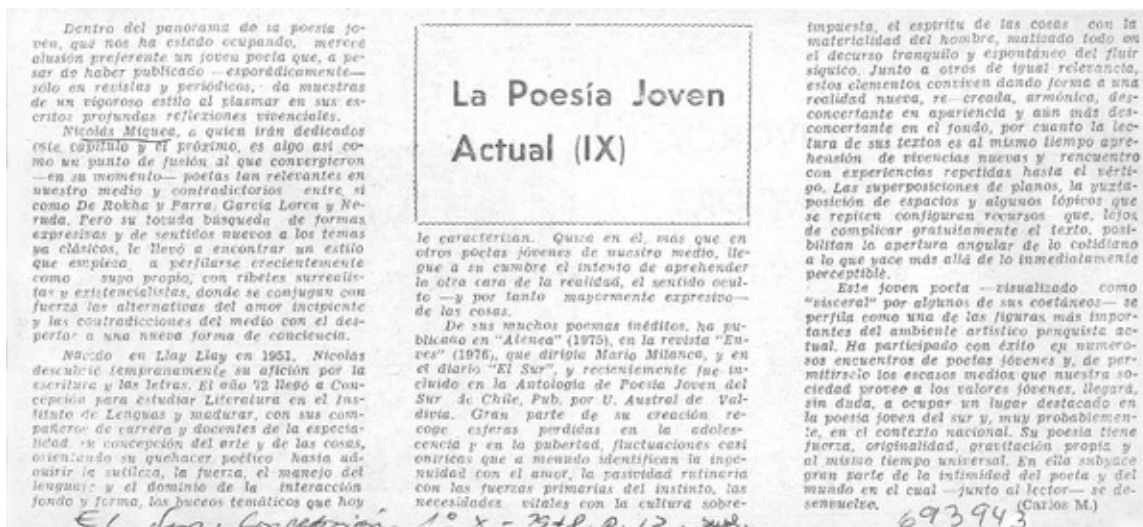 Dentro del panorama de la poesía jo-
ven, que nos ha estado ocupando, merece
alusión preferente un joven poeta que, a pe-
sar de haber publicado —esporádicamente—
sólo en revistas y periódicos, da muestras
de un vigoroso estilo al plasmar en sus es-
critos profundas reflexiones vivenciales.
Nicolás Miquea, a quien irán dedicados
este capítulo y el próximo, es algo así co-
mo un punto de fusión al que convergieron
—en su momento— poetas tan relevantes en
nuestro medio y contradictorios entre sí
como De Rokha y Parra, García Lorca y Ne-
ruda. Pero su tozuda búsqueda de formas
expresivas y de sentidos nuevos a los temas
ya clásicos, le llevó a encontrar un estilo
que empieza a perfilarse crecientemente
como suyo propio, con ribetes surrealis-
tas y existencialistas, donde se conjugan con
fuerza las alternativas del amor incipiente
y las contradicciones del medio con el des-
pertar a una nueva forma de conciencia.
Nacido en Llay Llay en 1951, Nicolás
descubrió tempranamente su afición por la
escritura y las letras. El año 72 llegó a Con-
cepción para estudiar Literatura en el Ins-
tituto de Lenguas y madurar, con sus com-
pañeros de carrera y docentes de la especia-
lidad, su concepción del arte y de las cosas,
orientando su quehacer poético hasta ad-
quirir la sutileza, la fuerza, el manejo del
lenguaje y el dominio de la interacción
fondo y forma, los buceos temáticos que hoy
La Poesía Joven
Actual (IX)
le caracterizan. Quizá en él, más que en
otros poetas jóvenes de nuestro medio, lle-
gue a su cumbre el intento de aprehender
la otra cara de la realidad, el sentido ocul-
to —y por tanto mayormente expresivo—
de las cosas.
De sus muchos poemas inéditos, ha pu-
blicado en "Atenea" (1975), en la revista "En-
ves" (1976), que dirigía Mario Milanca, y en
el diario "El Sur", y recientemente fue in-
cluido en la Antología de Poesía Joven del
Sur de Chile, Pub. por U. Austral de Val-
divia. Gran parte de su creación re-
coge esferas perdidas en la adoles-
cencia y en la pubertad, fluctuaciones casi
oníricas que a menudo identifican la inge-
nuidad con el amor, la pasividad rutinaria
con las fuerzas primarias del instinto, las
necesidades vitales con la cultura sobre-
impuesta, el espíritu de las cosas con la
materialidad del hombre, matizado todo en
el decurso tranquilo y espontáneo del fluir
síquico. Junto a otros de igual relevancia,
estos elementos conviven dando forma a una
realidad nueva, re—creada, armónica, des-
concertante en apariencia y aún más des-
concertante en el fondo, por cuanto la lec-
tura de sus textos es al mismo tiempo apre-
hensión de vivencias nuevas y rencuentro
con experiencias repetidas hasta el vérti-
go. Las superposiciones de planos, la yuxta-
posición de espacios y algunos tópicos que
se repiten configuran recursos que, lejos
de complicar gratuitamente el texto, posi-
bilitan la apertura angular de lo cotidiano
a lo que yace más allá de lo inmediatamente
perceptible.
Este joven poeta —visualizado como
"visceral" por algunos de sus coetáneos— se
perfila como una de las figuras más impor-
tantes del ambiente artístico penquista ac-
tual. Ha participado con éxito en numero-
sos encuentros de poetas jóvenes y, de per-
mitírselo los escasos medios que nuestra so-
ciedad provee a los valores jóvenes, llegará,
sin duda, a ocupar un lugar destacado en
la poesía joven del sur y, muy probablemen-
te, en el contexto nacional. Su poesía tiene
fuerza, originalidad, gravitación propia y
al mismo tiempo universal. En ella subyace
gran parte de la intimidad del poeta y del
mundo en el cual —junto al lector— se de-
senvuelve. (Carlos M.)
El Sur, Concepción, 1° X-
693943